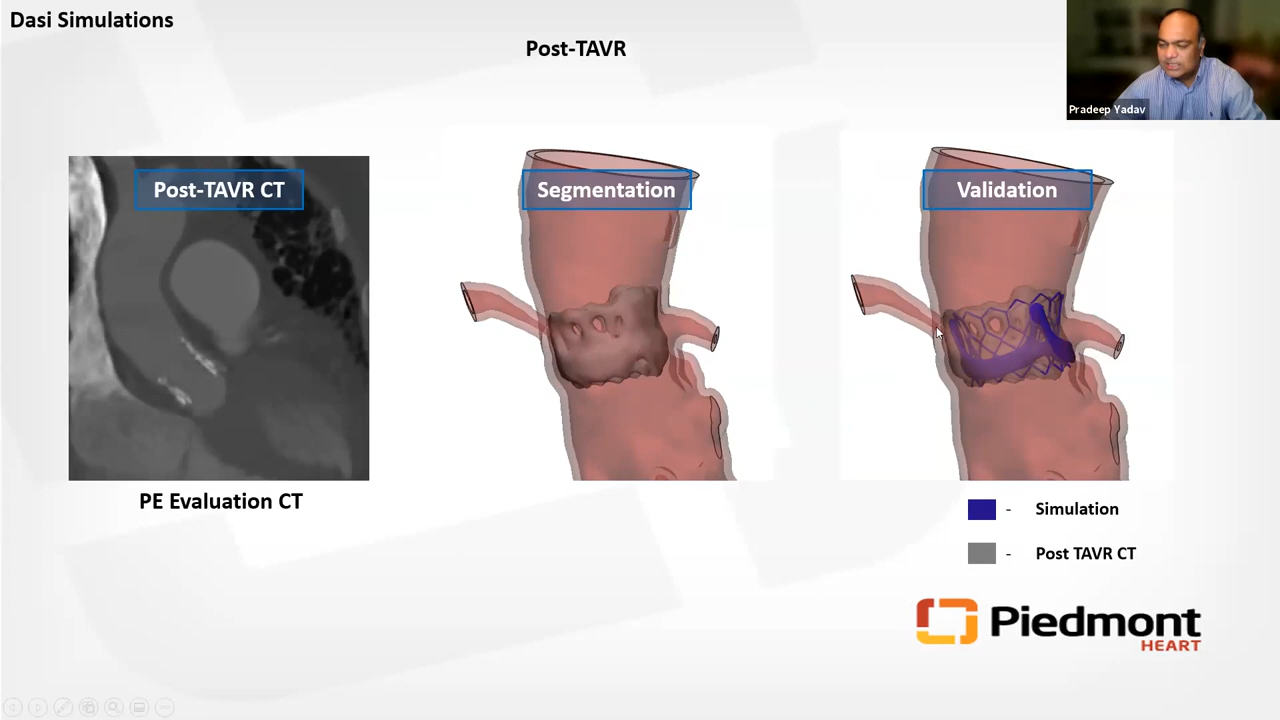 Dasi Simulations
Post-TAVR
Pradeep Yadav
Post-TAVR CT
Segmentation
Validation
PE Evaluation CT
- Simulation
- Post TAVR CT
Piedmont
HEART